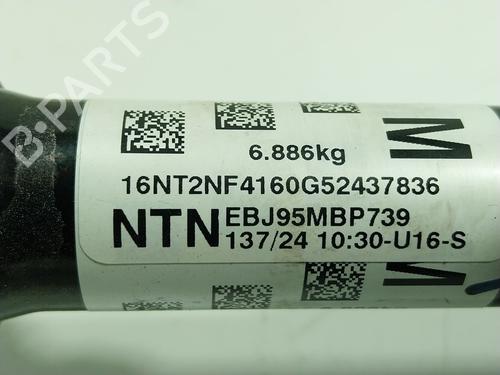 B-PARTS
6.886kg
M
16NT2NF4160G52437836
NTN EBJ95MBP739
137/24 10:30-U16-S
M